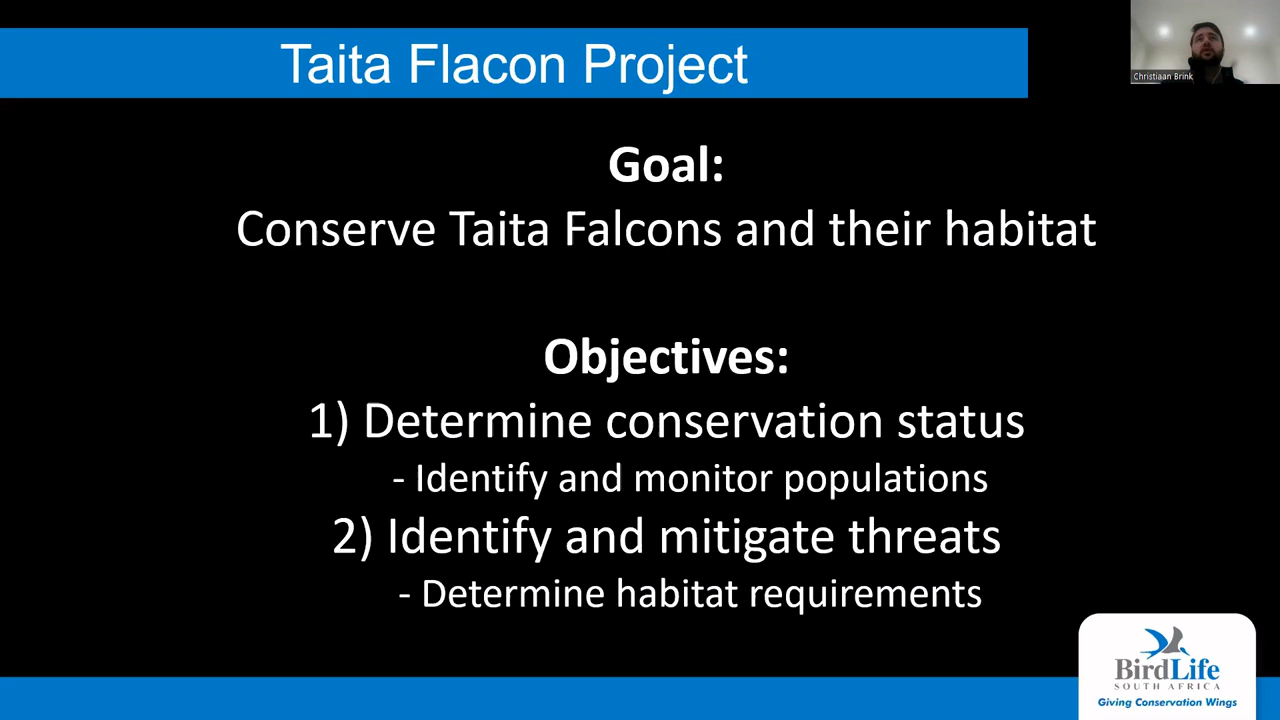 Taita Flacon Project
Christiaan Brink
Goal:
Conserve Taita Falcons and their habitat
Objectives:
1) Determine conservation status
- Identify and monitor populations
2) Identify and mitigate threats
- Determine habitat requirements
BirdLife
SOUTH AFRICA
Giving Conservation Wings